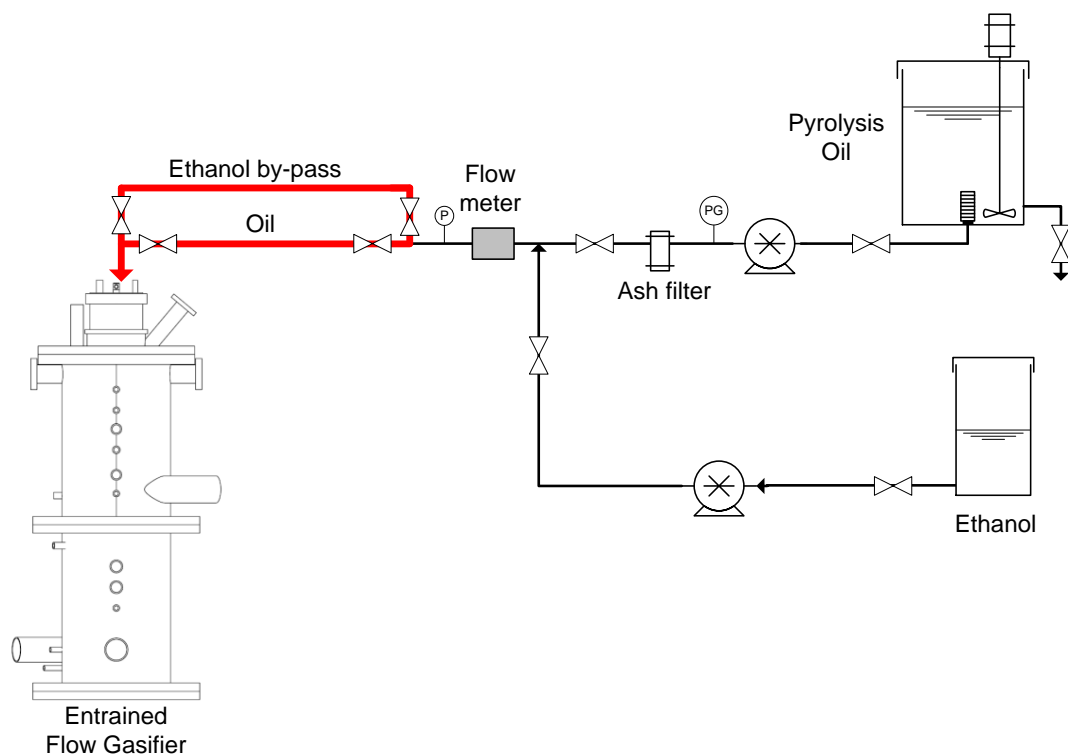 Pyrolysis
Oil
Ethanol by-pass
Flow
meter
Oil
P
PG
Ash filter
Ethanol
Entrained
Flow Gasifier